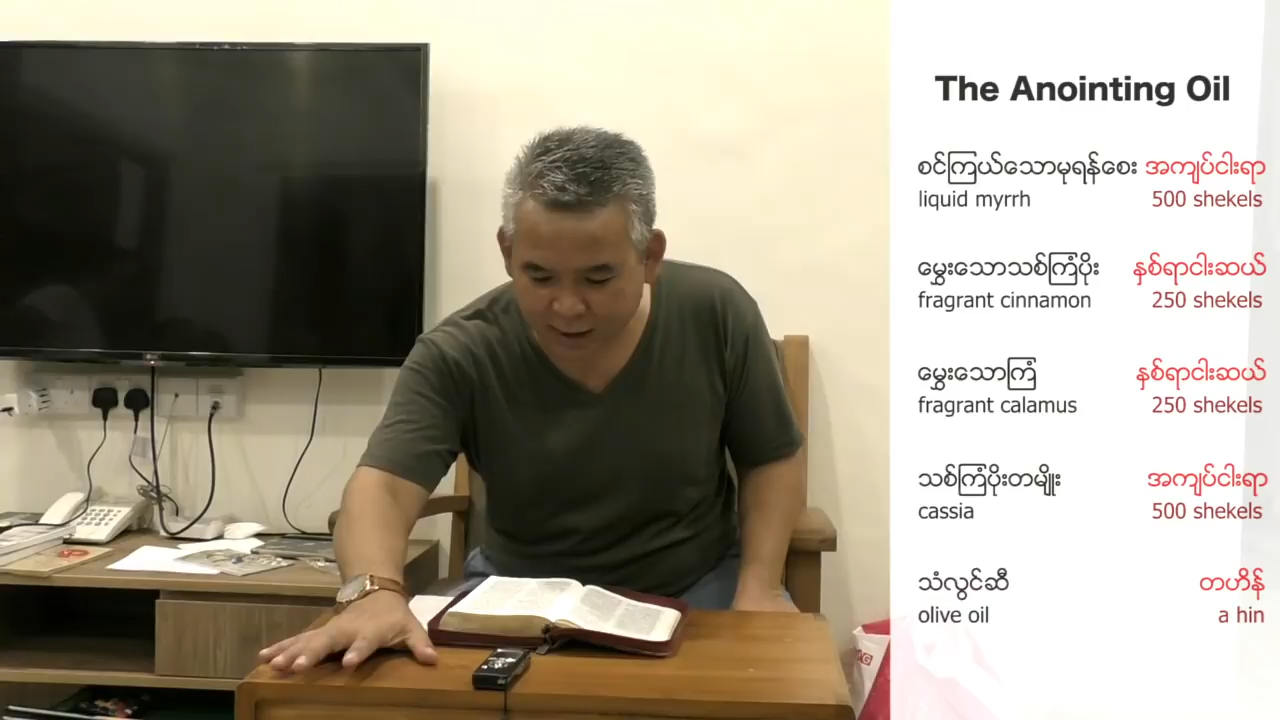 The Anointing Oil
စင်ကြယ်သောမုရန်စေး အကျပ်ငါးရာ
liquid myrrh 500 shekels
မွှေးသောသစ်ကြံပိုး နှစ်ရာငါးဆယ်
fragrant cinnamon 250 shekels
မွှေးသောကြံ နှစ်ရာငါးဆယ်
fragrant calamus 250 shekels
သစ်ကြံပိုးတမျိုး အကျပ်ငါးရာ
cassia 500 shekels
သံလွင်ဆီ တဟိန်
olive oil a hin